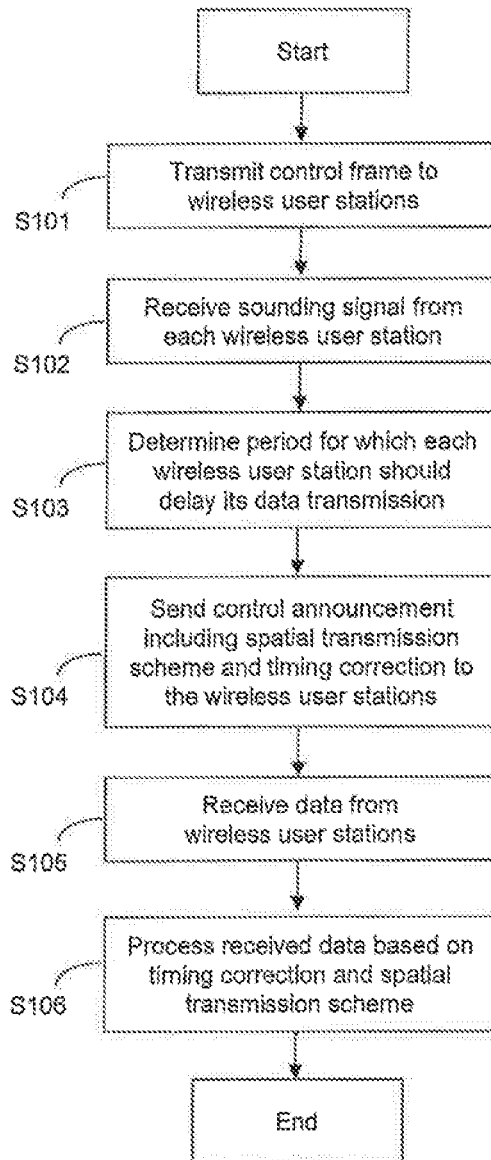 Start
Transmit control frame to
wireless user stations
S101
Receive sounding signal from
each wireless user station
S102
Determine period for which each
wireless user station should
delay its data transmission
S103
Send control announcement
including spatial transmission
scheme and timing correction to
the wireless user stations
S104
Receive data from
wireless user stations
S105
Process received data based on
timing correction and spatial
transmission scheme
S106
End